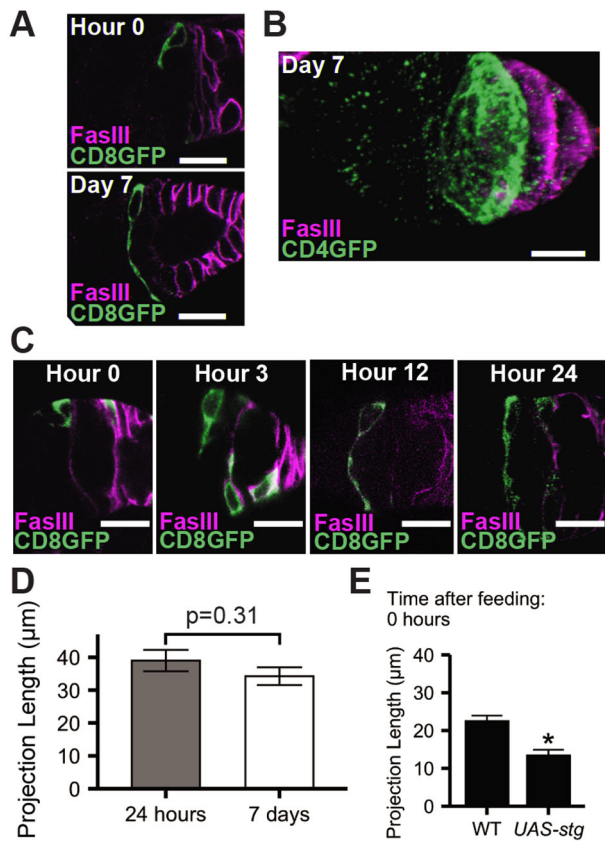 A
Hour 0
FasIII
CD8GFP
Day 7
FasIII
CD8GFP
B
Day 7
FasIII
CD4GFP
C
Hour 0
FasIII
CD8GFP
Hour 3
FasIII
CD8GFP
Hour 12
FasIII
CD8GFP
Hour 24
FasIII
CD8GFP
D
p=0.31
Projection Length (µm)
40
30
20
10
0
24 hours
7 days
E
Time after feeding:
0 hours
Projection Length (µm)
40
30
20
10
0
*
WT
UAS-stg